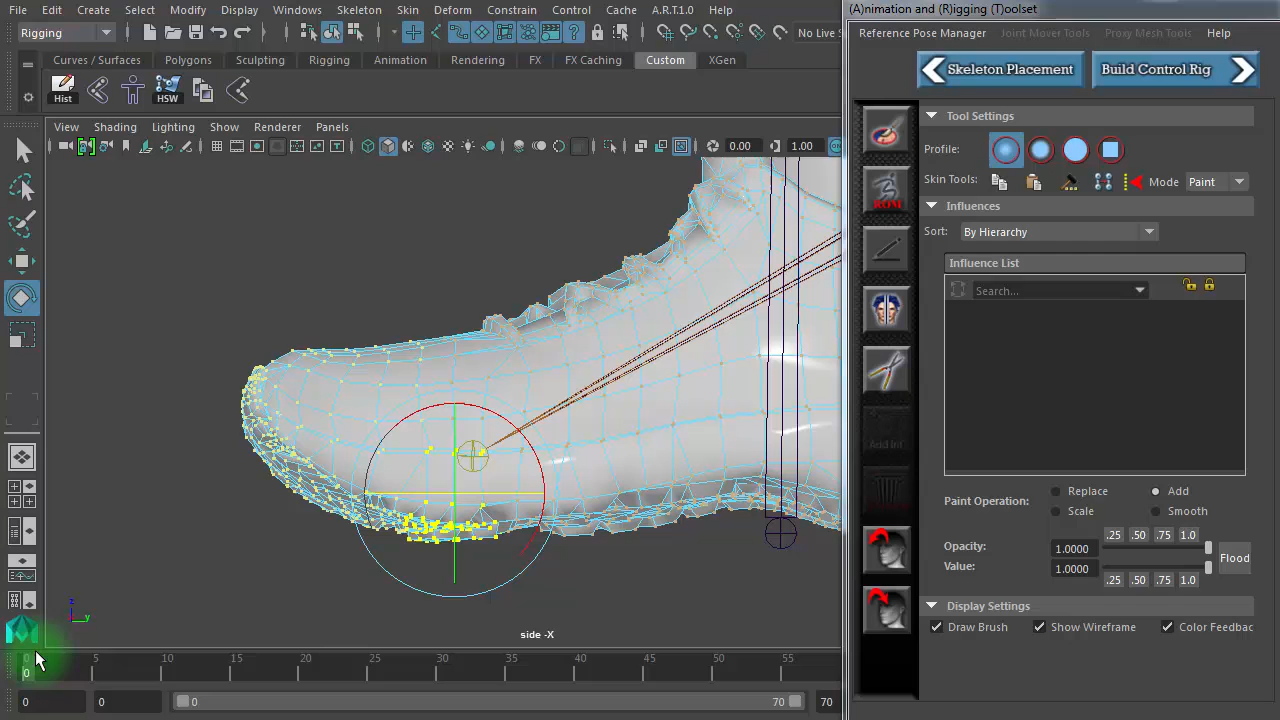 (A)nimation and (R)igging (T)oolset
File Edit Create Select Modify Display Windows Skeleton Skin Deform Constrain Control Cache A.R.T.1.0 Help
Reference Pose Manager Joint Mover Tools Proxy Mesh Tools Help
Rigging No Live S
Skeleton Placement Build Control Rig
Curves / Surfaces Polygons Sculpting Rigging Animation Rendering FX FX Caching Custom XGen
Hist HSW
Tool Settings
View Shading Lighting Show Renderer Panels
0.00 1.00
Profile:
Skin Tools: Mode Paint
ROM
Influences
Sort: By Hierarchy
Influence List
Search...
Add Inf
Paint Operation: Replace Add
Scale Smooth
.25 .50 .75 1.0
Opacity: 1.0000
Value: 1.0000 Flood
.25 .50 .75 1.0
Display Settings
Draw Brush Show Wireframe Color Feedbac
z
y
side -X
0 5 10 15 20 25 30 35 40 45 50 55
0
0 0 0 70 70